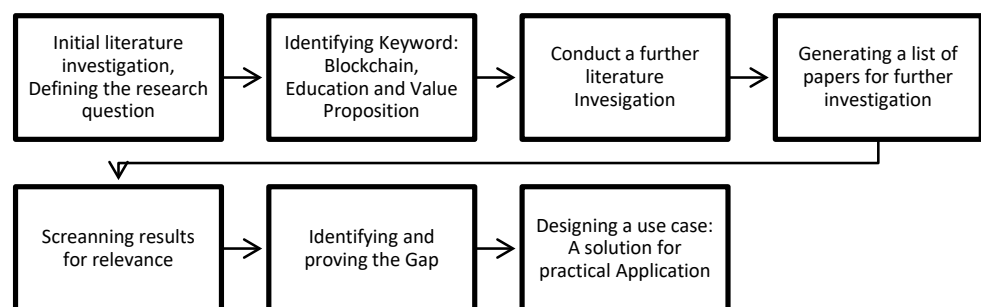 Initial literature
investigation,
Defining the research
question
Identifying Keyword:
Blockchain,
Education and Value
Proposition
Conduct a further
literature
Invesigation
Generating a list of
papers for further
investigation
Screanning results
for relevance
Identifying and
proving the Gap
Designing a use case:
A solution for
practical Application